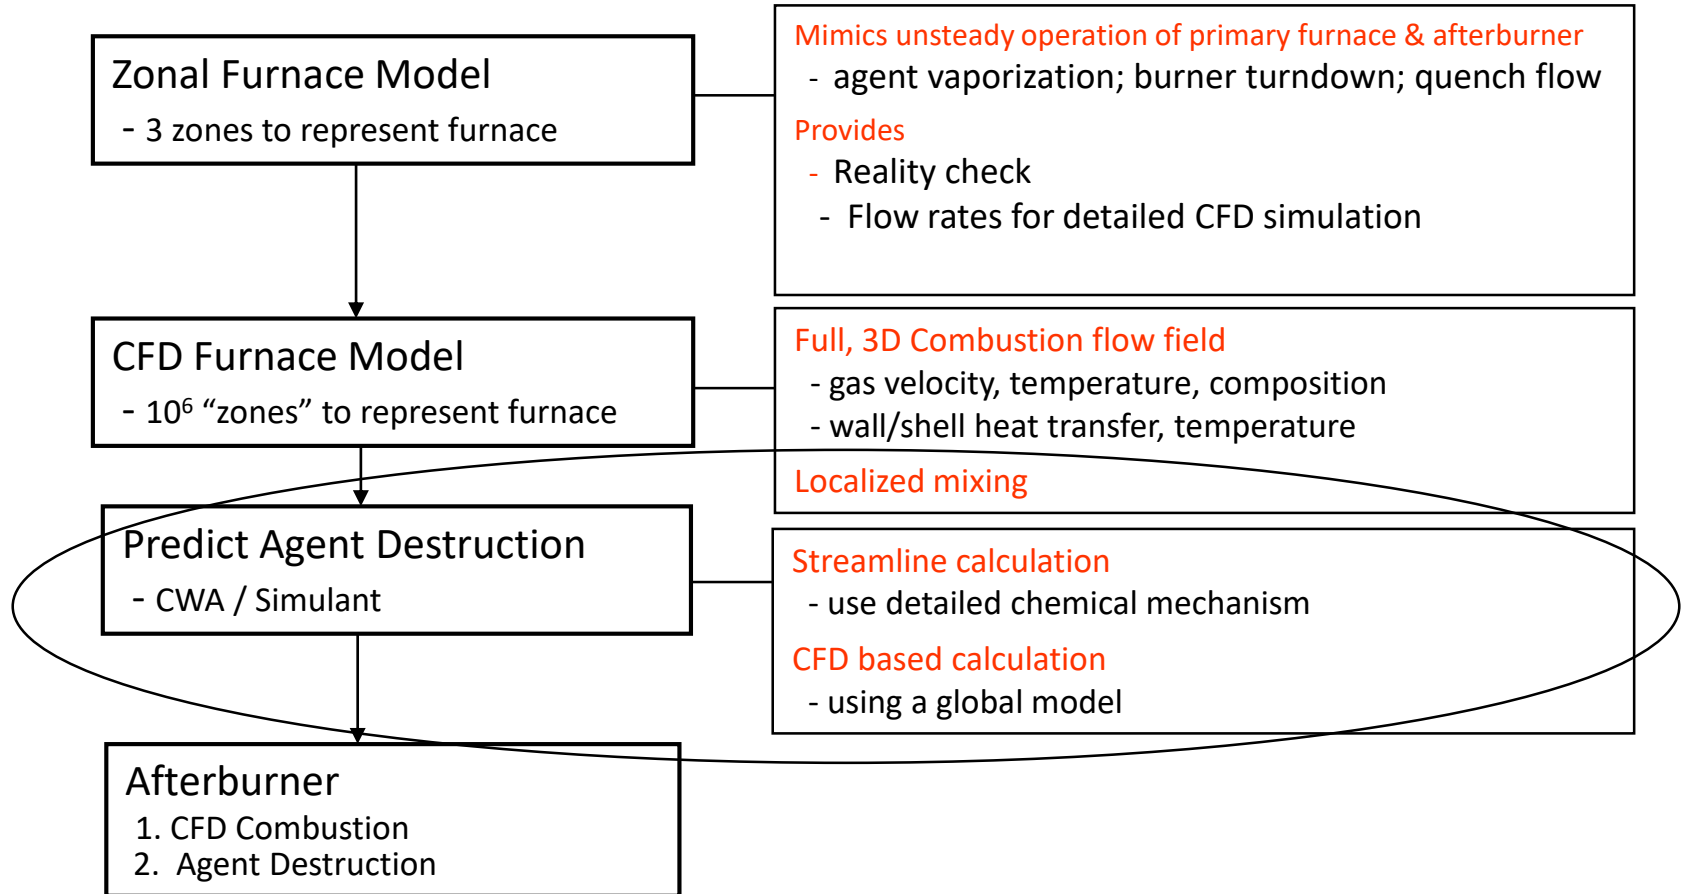 Zonal Furnace Model
- 3 zones to represent furnace
Mimics unsteady operation of primary furnace & afterburner
- agent vaporization; burner turndown; quench flow
Provides
- Reality check
- Flow rates for detailed CFD simulation
CFD Furnace Model
- 10⁶ “zones” to represent furnace
Full, 3D Combustion flow field
- gas velocity, temperature, composition
- wall/shell heat transfer, temperature
Localized mixing
Predict Agent Destruction
- CWA / Simulant
Streamline calculation
- use detailed chemical mechanism
CFD based calculation
- using a global model
Afterburner
1. CFD Combustion
2. Agent Destruction